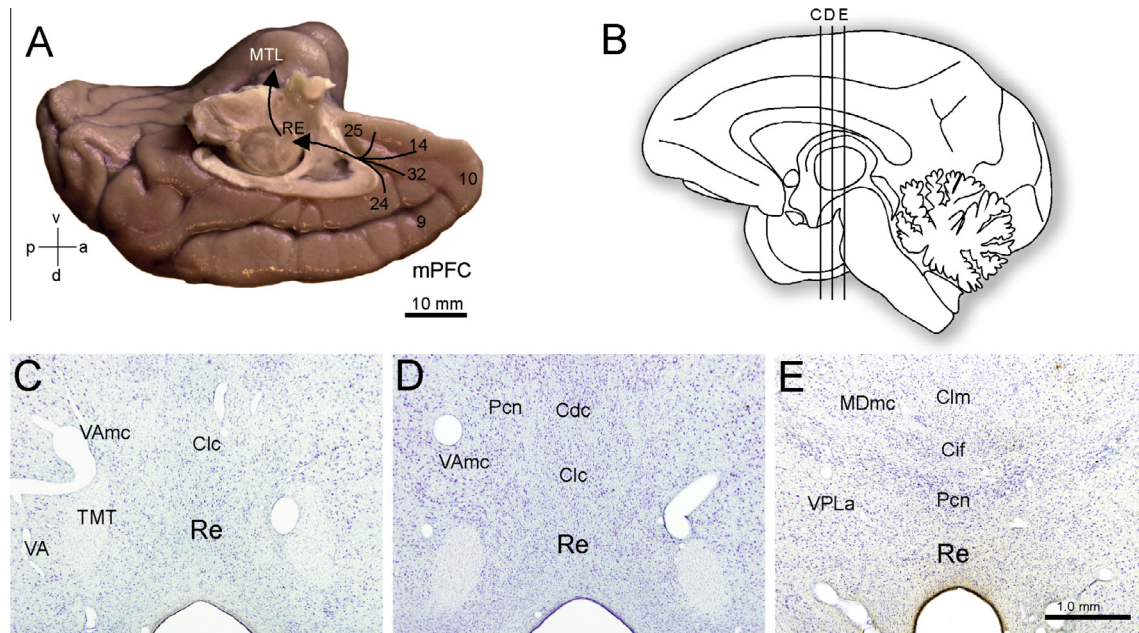 A
MTL
RE
25
14
32
10
24
9
v
p a
d
mPFC
10 mm
B
C D E
C
VAmc
Clc
TMT
Re
VA
D
Pcn
Cdc
VAmc
Clc
Re
E
MDmc
Clm
Cif
VPLa
Pcn
Re
1.0 mm